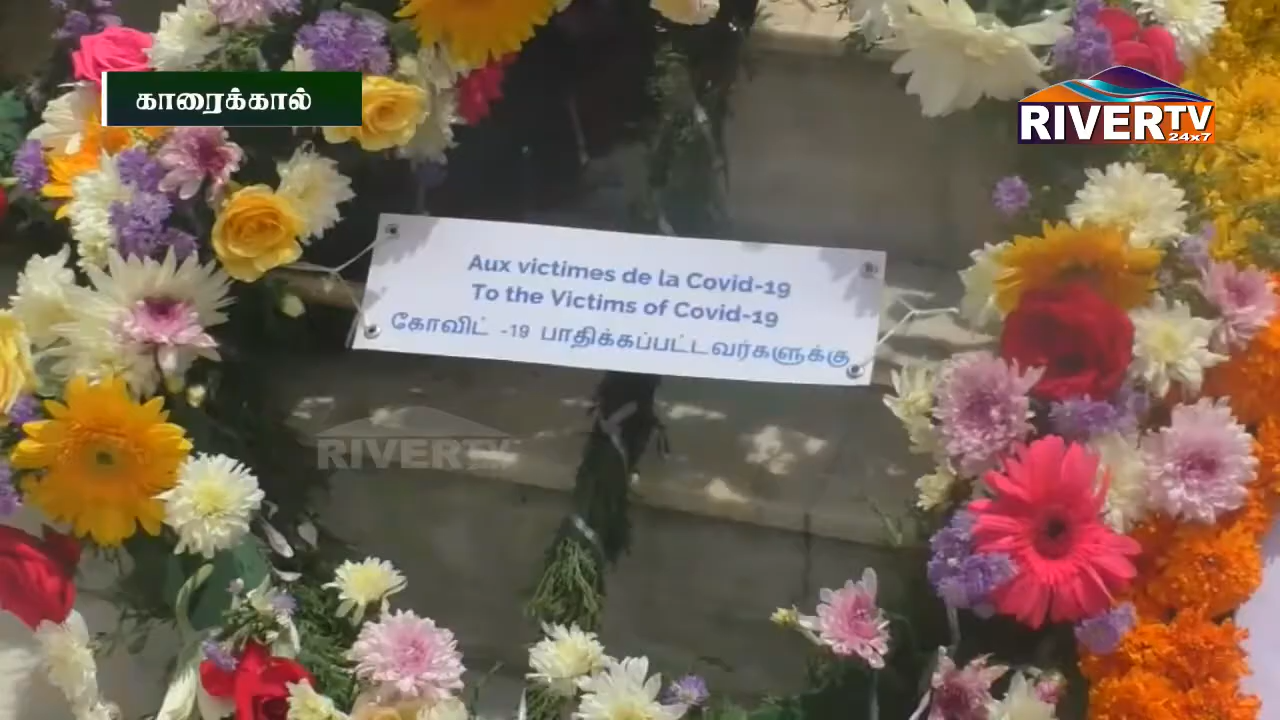 காரைக்கால்
RIVERTV
24x7
Aux victimes de la Covid-19
To the Victims of Covid-19
கோவிட் -19 பாதிக்கப்பட்டவர்களுக்கு
RIVERTV